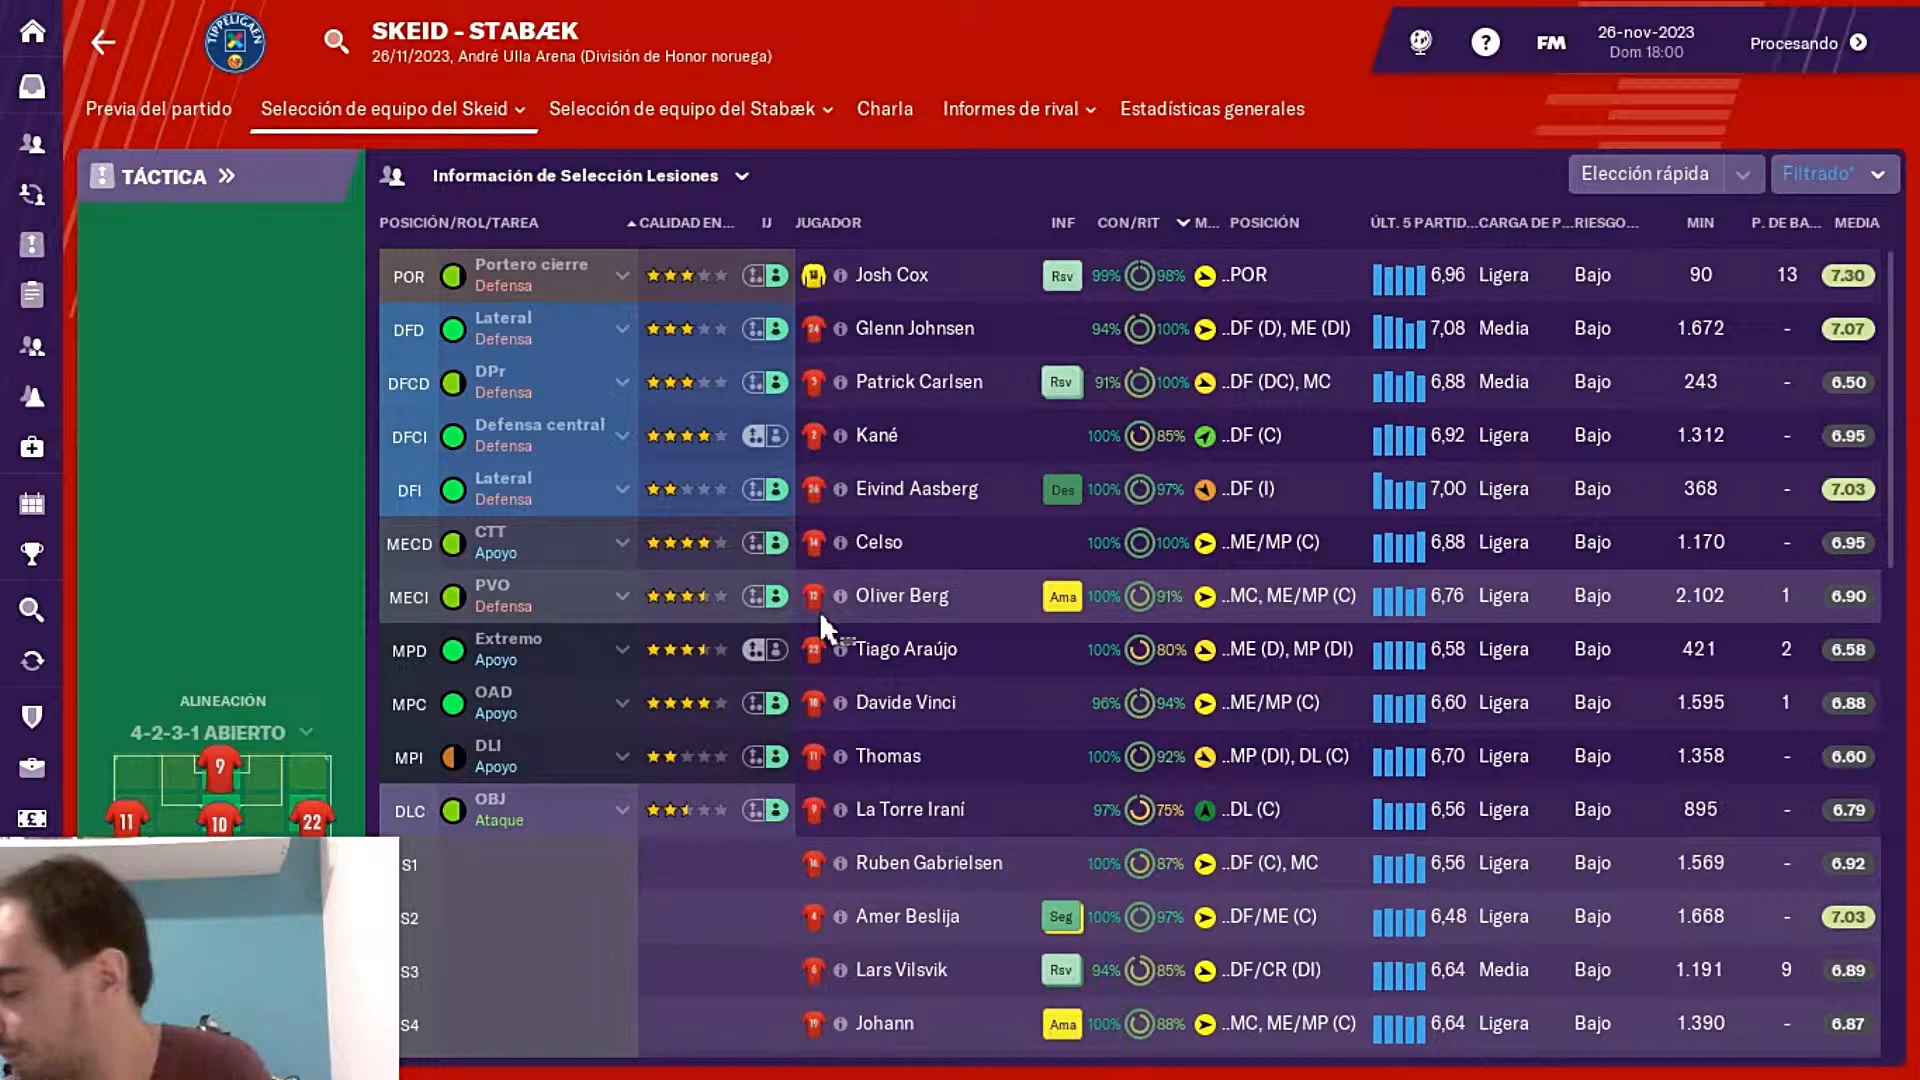 SKEID - STABÆK
26/11/2023, André Ulla Arena (División de Honor noruega)
TIPPELIGAEN
FM
26-nov-2023
Dom 18:00
Procesando
Previa del partido
Selección de equipo del Skeid
Selección de equipo del Stabæk
Charla
Informes de rival
Estadísticas generales
TÁCTICA
Información de Selección Lesiones
Elección rápida
Filtrado*
POSICIÓN/ROL/TAREA CALIDAD EN... IJ JUGADOR INF CON/RIT M... POSICIÓN ÚLT. 5 PARTID... CARGA DE P... RIESGO... MIN P. DE BA... MEDIA
POR Portero cierre Defensa Josh Cox Rsv 99% 98% ..POR 6,96 Ligera Bajo 90 13 7.30
DFD Lateral Defensa 24 Glenn Johnsen 94% 100% ..DF (D), ME (DI) 7,08 Media Bajo 1.672 - 7.07
DFCD DPr Defensa Patrick Carlsen Rsv 91% 100% ..DF (DC), MC 6,88 Media Bajo 243 - 6.50
DFCI Defensa central Defensa 2 Kané 100% 85% ..DF (C) 6,92 Ligera Bajo 1.312 - 6.95
DFI Lateral Defensa Eivind Aasberg Des 100% 97% ..DF (I) 7,00 Ligera Bajo 368 - 7.03
MECD CTT Apoyo 14 Celso 100% 100% ..ME/MP (C) 6,88 Ligera Bajo 1.170 - 6.95
MECI PVO Defensa 12 Oliver Berg Ama 100% 91% ..MC, ME/MP (C) 6,76 Ligera Bajo 2.102 1 6.90
MPD Extremo Apoyo 22 Tiago Araújo 100% 80% ..ME (D), MP (DI) 6,58 Ligera Bajo 421 2 6.58
MPC OAD Apoyo 10 Davide Vinci 96% 94% ..ME/MP (C) 6,60 Ligera Bajo 1.595 1 6.88
MPI DLI Apoyo 11 Thomas 100% 92% ..MP (DI), DL (C) 6,70 Ligera Bajo 1.358 - 6.60
DLC OBJ Ataque 9 La Torre Iraní 97% 75% ..DL (C) 6,56 Ligera Bajo 895 - 6.79
S1 16 Ruben Gabrielsen 100% 87% ..DF (C), MC 6,56 Ligera Bajo 1.569 - 6.92
S2 4 Amer Beslija Seg 100% 97% ..DF/ME (C) 6,48 Ligera Bajo 1.668 - 7.03
S3 6 Lars Vilsvik Rsv 94% 85% ..DF/CR (DI) 6,64 Media Bajo 1.191 9 6.89
S4 19 Johann Ama 100% 88% ..MC, ME/MP (C) 6,64 Ligera Bajo 1.390 - 6.87
ALINEACIÓN
4-2-3-1 ABIERTO
9
11 10 22